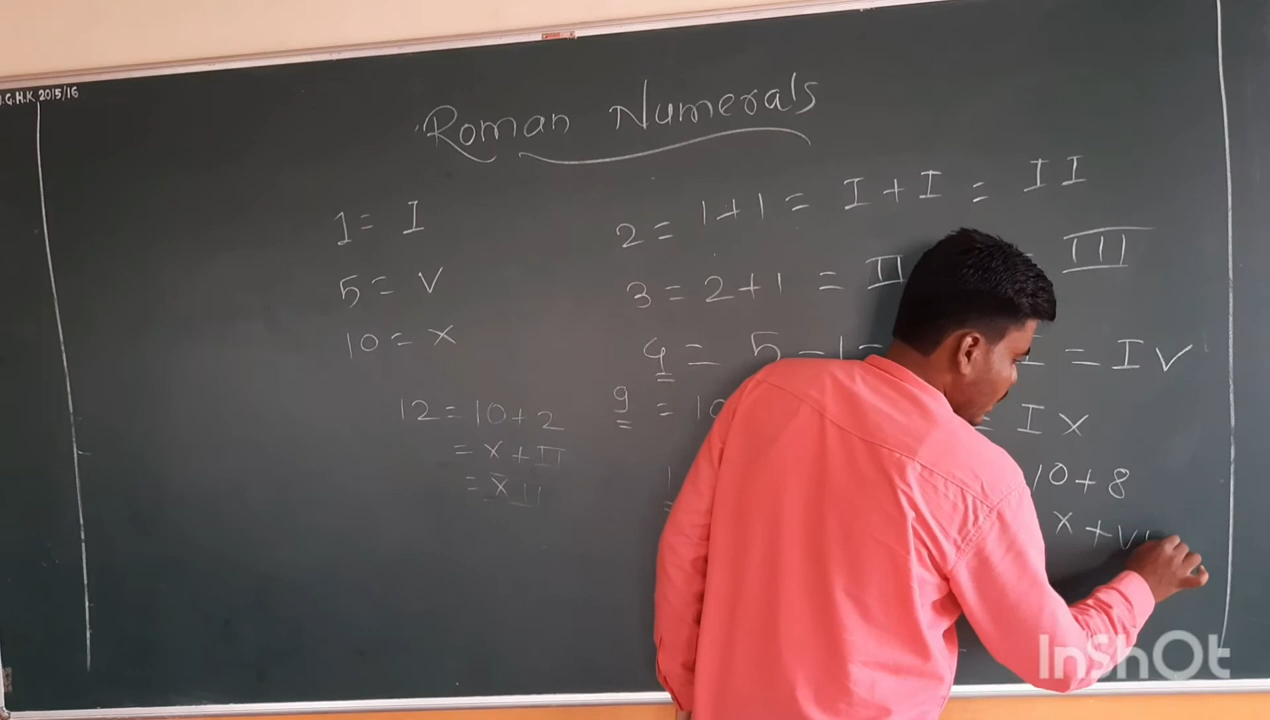 J.G.H.K 2015/16
Roman Numerals
1 = I
5 = V
10 = X
12 = 10 + 2
= X + II
= XII
2 = 1 + 1 = I + I = II
3 = 2 + 1 = II III
4 = 5 - 1 = I = IV
9 = 10 = IX
10 + 8
X + V
InShOt